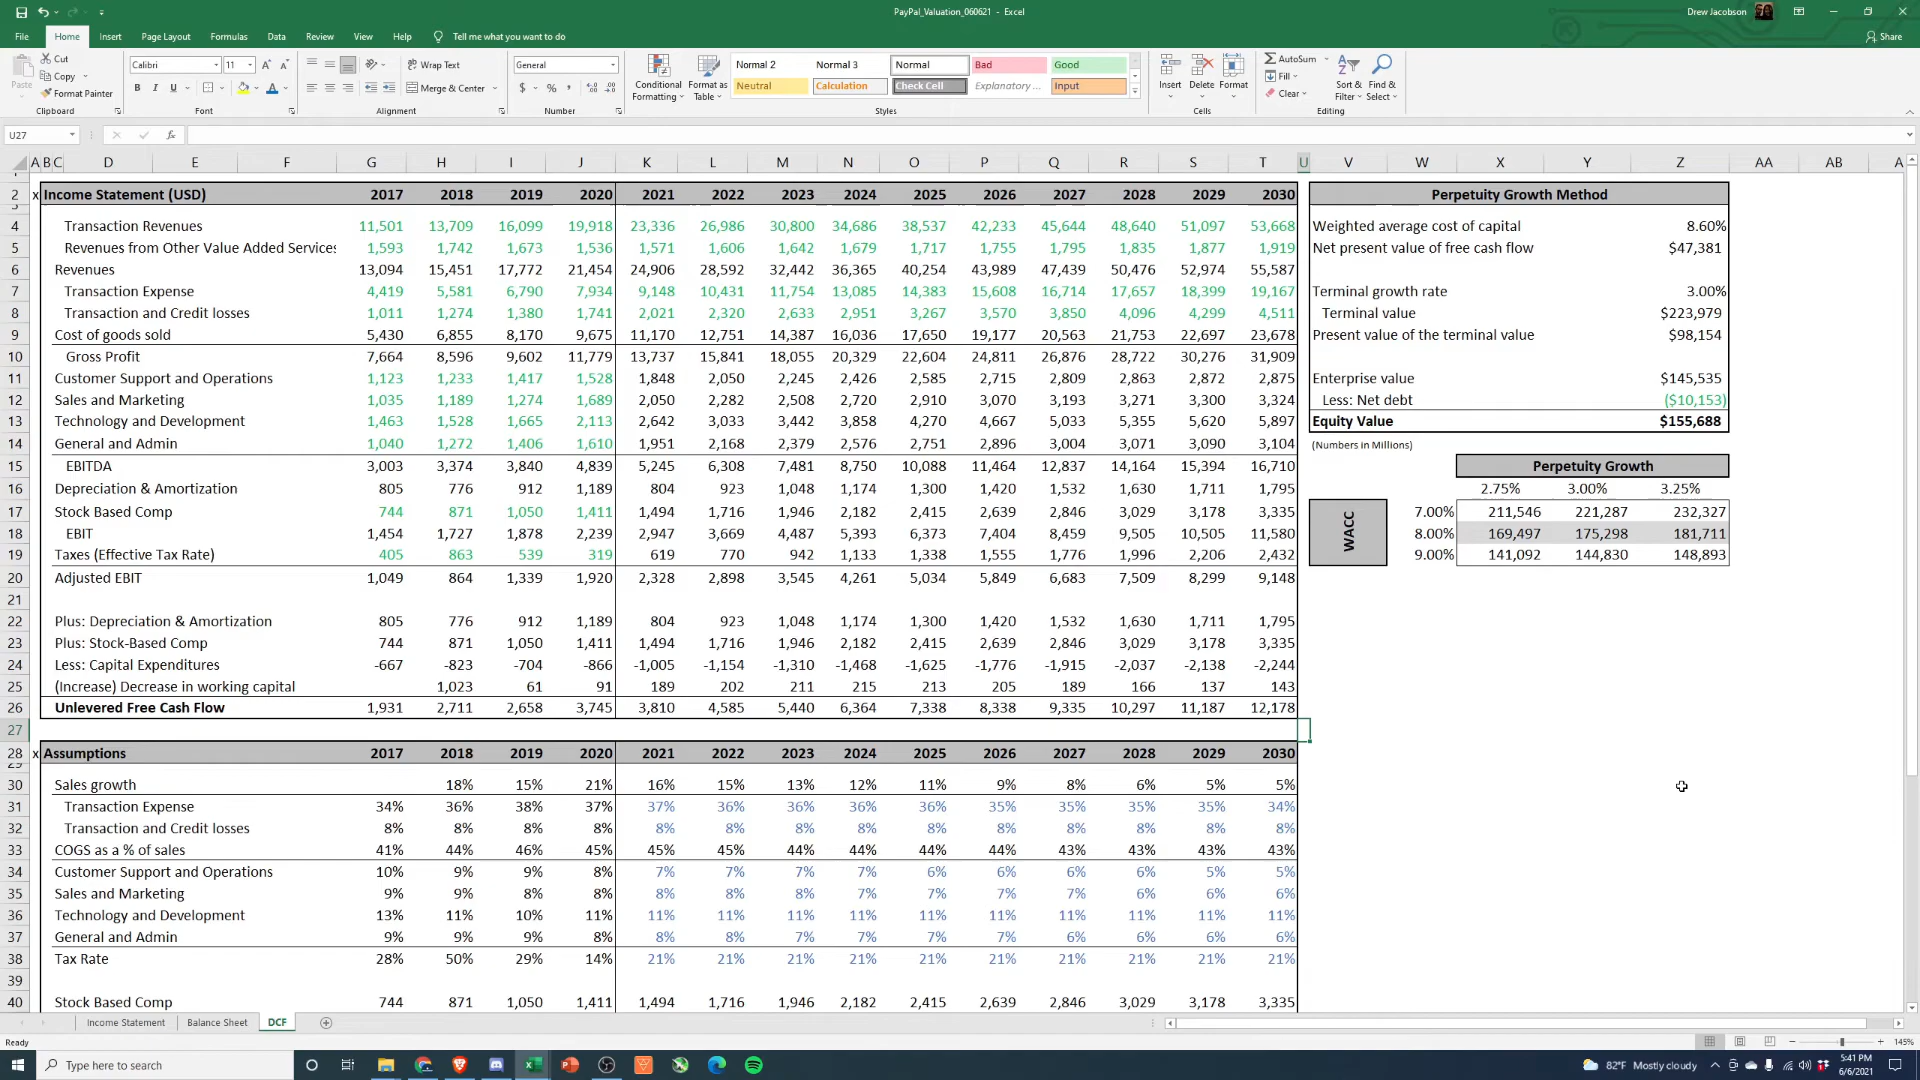 PayPal_Valuation_060621 - Excel
Drew Jacobson
File Home Insert Page Layout Formulas Data Review View Help Tell me what you want to do Share
Paste Cut Copy Format Painter Clipboard
Calibri 11 Font
Wrap Text Merge & Center Alignment
General Number
Conditional Formatting Format as Table
Normal 2 Normal 3 Normal Bad Good
Neutral Calculation Check Cell Explanatory ... Input
Styles
Insert Delete Format Cells
AutoSum Fill Clear Sort & Filter Find & Select Editing
U27
A B C D E F G H I J K L M N O P Q R S T U V W X Y Z AA AB A
2 x Income Statement (USD) 2017 2018 2019 2020 2021 2022 2023 2024 2025 2026 2027 2028 2029 2030 Perpetuity Growth Method
4 Transaction Revenues 11,501 13,709 16,099 19,918 23,336 26,986 30,800 34,686 38,537 42,233 45,644 48,640 51,097 53,668 Weighted average cost of capital 8.60%
5 Revenues from Other Value Added Services 1,593 1,742 1,673 1,536 1,571 1,606 1,642 1,679 1,717 1,755 1,795 1,835 1,877 1,919 Net present value of free cash flow $47,381
6 Revenues 13,094 15,451 17,772 21,454 24,906 28,592 32,442 36,365 40,254 43,989 47,439 50,476 52,974 55,587
7 Transaction Expense 4,419 5,581 6,790 7,934 9,148 10,431 11,754 13,085 14,383 15,608 16,714 17,657 18,399 19,167 Terminal growth rate 3.00%
8 Transaction and Credit losses 1,011 1,274 1,380 1,741 2,021 2,320 2,633 2,951 3,267 3,570 3,850 4,096 4,299 4,511 Terminal value $223,979
9 Cost of goods sold 5,430 6,855 8,170 9,675 11,170 12,751 14,387 16,036 17,650 19,177 20,563 21,753 22,697 23,678 Present value of the terminal value $98,154
10 Gross Profit 7,664 8,596 9,602 11,779 13,737 15,841 18,055 20,329 22,604 24,811 26,876 28,722 30,276 31,909
11 Customer Support and Operations 1,123 1,233 1,417 1,528 1,848 2,050 2,245 2,426 2,585 2,715 2,809 2,863 2,872 2,875 Enterprise value $145,535
12 Sales and Marketing 1,035 1,189 1,274 1,689 2,050 2,282 2,508 2,720 2,910 3,070 3,193 3,271 3,300 3,324 Less: Net debt ($10,153)
13 Technology and Development 1,463 1,528 1,665 2,113 2,642 3,033 3,442 3,858 4,270 4,667 5,033 5,355 5,620 5,897 Equity Value $155,688
14 General and Admin 1,040 1,272 1,406 1,610 1,951 2,168 2,379 2,576 2,751 2,896 3,004 3,071 3,090 3,104 (Numbers in Millions)
15 EBITDA 3,003 3,374 3,840 4,839 5,245 6,308 7,481 8,750 10,088 11,464 12,837 14,164 15,394 16,710 Perpetuity Growth
16 Depreciation & Amortization 805 776 912 1,189 804 923 1,048 1,174 1,300 1,420 1,532 1,630 1,711 1,795 2.75% 3.00% 3.25%
17 Stock Based Comp 744 871 1,050 1,411 1,494 1,716 1,946 2,182 2,415 2,639 2,846 3,029 3,178 3,335 7.00% 211,546 221,287 232,327
18 EBIT 1,454 1,727 1,878 2,239 2,947 3,669 4,487 5,393 6,373 7,404 8,459 9,505 10,505 11,580 WACC 8.00% 169,497 175,298 181,711
19 Taxes (Effective Tax Rate) 405 863 539 319 619 770 942 1,133 1,338 1,555 1,776 1,996 2,206 2,432 9.00% 141,092 144,830 148,893
20 Adjusted EBIT 1,049 864 1,339 1,920 2,328 2,898 3,545 4,261 5,034 5,849 6,683 7,509 8,299 9,148
21
22 Plus: Depreciation & Amortization 805 776 912 1,189 804 923 1,048 1,174 1,300 1,420 1,532 1,630 1,711 1,795
23 Plus: Stock-Based Comp 744 871 1,050 1,411 1,494 1,716 1,946 2,182 2,415 2,639 2,846 3,029 3,178 3,335
24 Less: Capital Expenditures -667 -823 -704 -866 -1,005 -1,154 -1,310 -1,468 -1,625 -1,776 -1,915 -2,037 -2,138 -2,244
25 (Increase) Decrease in working capital 1,023 61 91 189 202 211 215 213 205 189 166 137 143
26 Unlevered Free Cash Flow 1,931 2,711 2,658 3,745 3,810 4,585 5,440 6,364 7,338 8,338 9,335 10,297 11,187 12,178
27
28 x Assumptions 2017 2018 2019 2020 2021 2022 2023 2024 2025 2026 2027 2028 2029 2030
30 Sales growth 18% 15% 21% 16% 15% 13% 12% 11% 9% 8% 6% 5% 5%
31 Transaction Expense 34% 36% 38% 37% 37% 36% 36% 36% 36% 35% 35% 35% 35% 34%
32 Transaction and Credit losses 8% 8% 8% 8% 8% 8% 8% 8% 8% 8% 8% 8% 8% 8%
33 COGS as a % of sales 41% 44% 46% 45% 45% 45% 44% 44% 44% 44% 43% 43% 43% 43%
34 Customer Support and Operations 10% 9% 9% 8% 7% 7% 7% 7% 6% 6% 6% 6% 5% 5%
35 Sales and Marketing 9% 9% 8% 8% 8% 8% 8% 7% 7% 7% 7% 6% 6% 6%
36 Technology and Development 13% 11% 10% 11% 11% 11% 11% 11% 11% 11% 11% 11% 11% 11%
37 General and Admin 9% 9% 9% 8% 8% 8% 7% 7% 7% 7% 6% 6% 6% 6%
38 Tax Rate 28% 50% 29% 14% 21% 21% 21% 21% 21% 21% 21% 21% 21% 21%
39
40 Stock Based Comp 744 871 1,050 1,411 1,494 1,716 1,946 2,182 2,415 2,639 2,846 3,029 3,178 3,335
Income Statement Balance Sheet DCF
Ready 145%
Type here to search 82°F Mostly cloudy 5:41 PM
6/6/2021